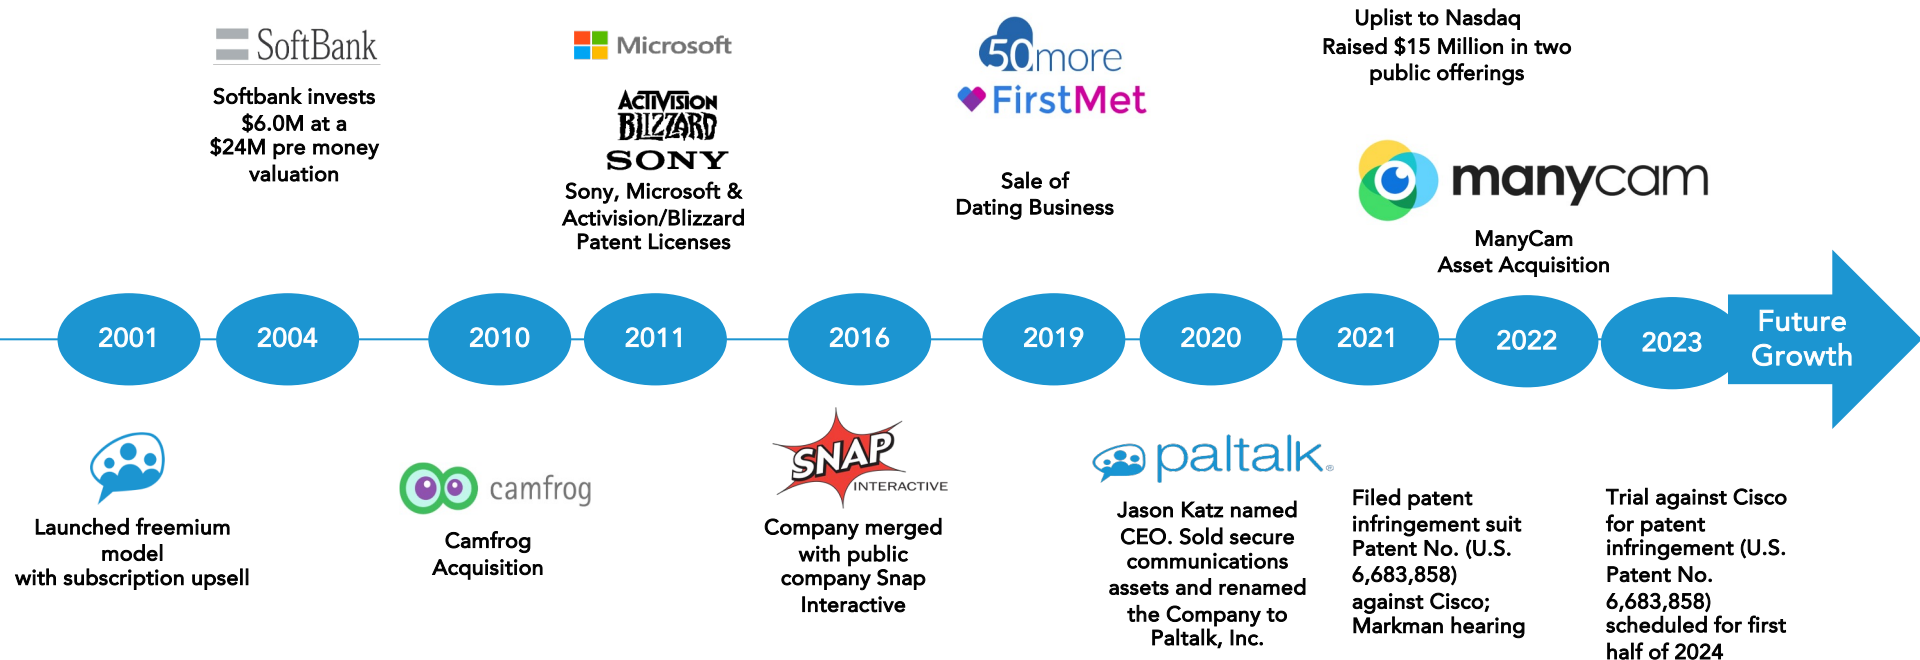 SoftBank
Softbank invests
$6.0M at a
$24M pre money
valuation
Microsoft
ACTIVISION
BLIZZARD
SONY
Sony, Microsoft &
Activision/Blizzard
Patent Licenses
50more
FirstMet
Sale of
Dating Business
Uplist to Nasdaq
Raised $15 Million in two
public offerings
manycam
ManyCam
Asset Acquisition
2001
2004
2010
2011
2016
2019
2020
2021
2022
2023
Future
Growth
Launched freemium
model
with subscription upsell
camfrog
Camfrog
Acquisition
SNAP
INTERACTIVE
Company merged
with public
company Snap
Interactive
paltalk®
Jason Katz named
CEO. Sold secure
communications
assets and renamed
the Company to
Paltalk, Inc.
Filed patent
infringement suit
Patent No. (U.S.
6,683,858)
against Cisco;
Markman hearing
Trial against Cisco
for patent
infringement (U.S.
Patent No.
6,683,858)
scheduled for first
half of 2024